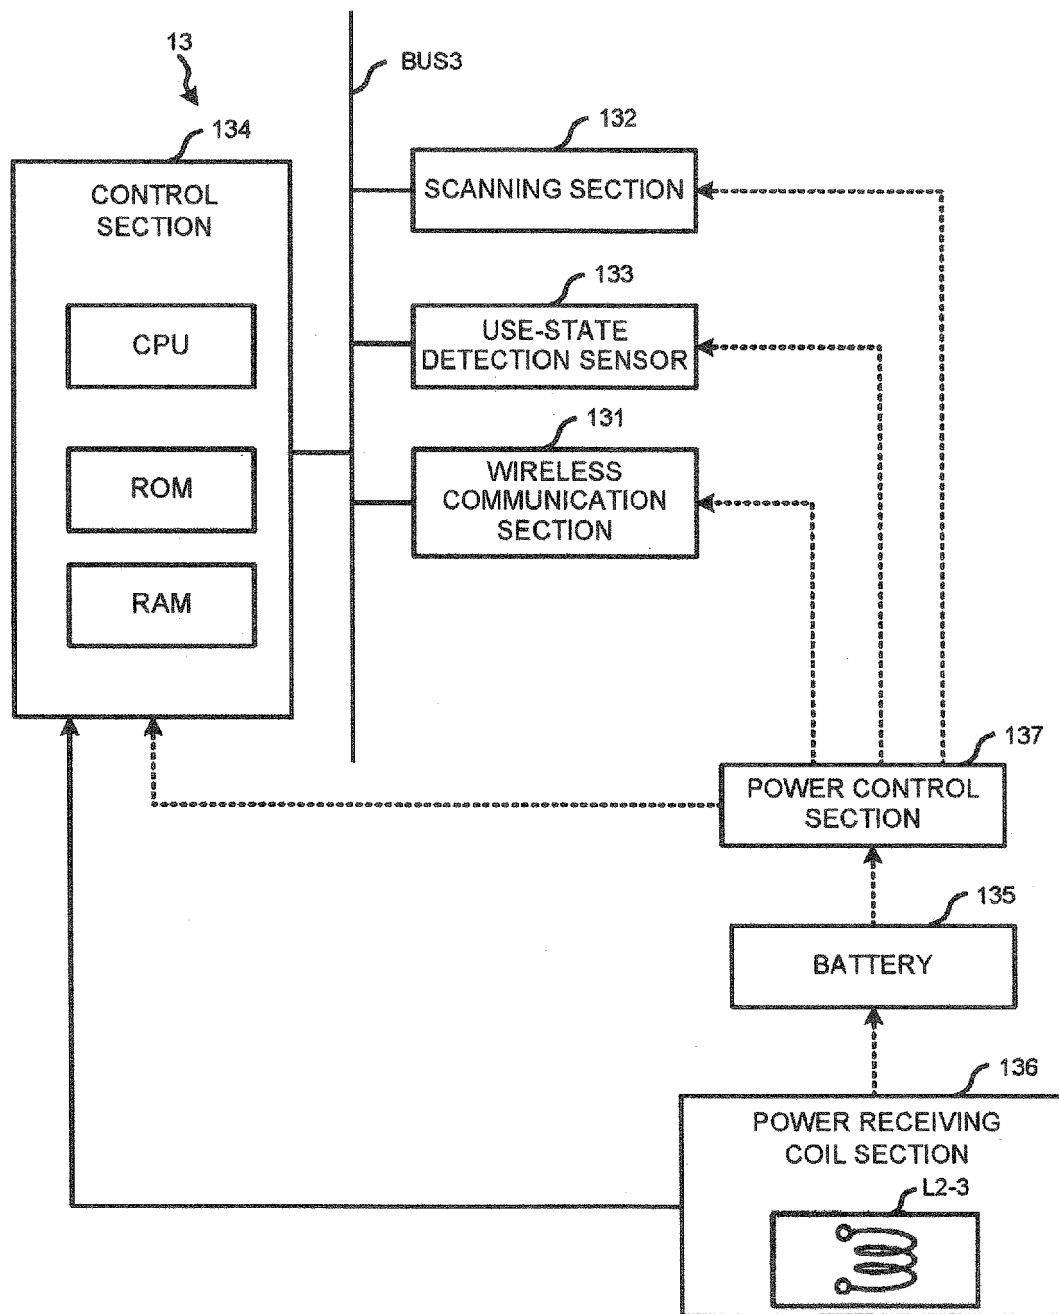 13
BUS3
134
CONTROL
SECTION
CPU
ROM
RAM
132
SCANNING SECTION
133
USE-STATE
DETECTION SENSOR
131
WIRELESS
COMMUNICATION
SECTION
137
POWER CONTROL
SECTION
135
BATTERY
136
POWER RECEIVING
COIL SECTION
L2-3